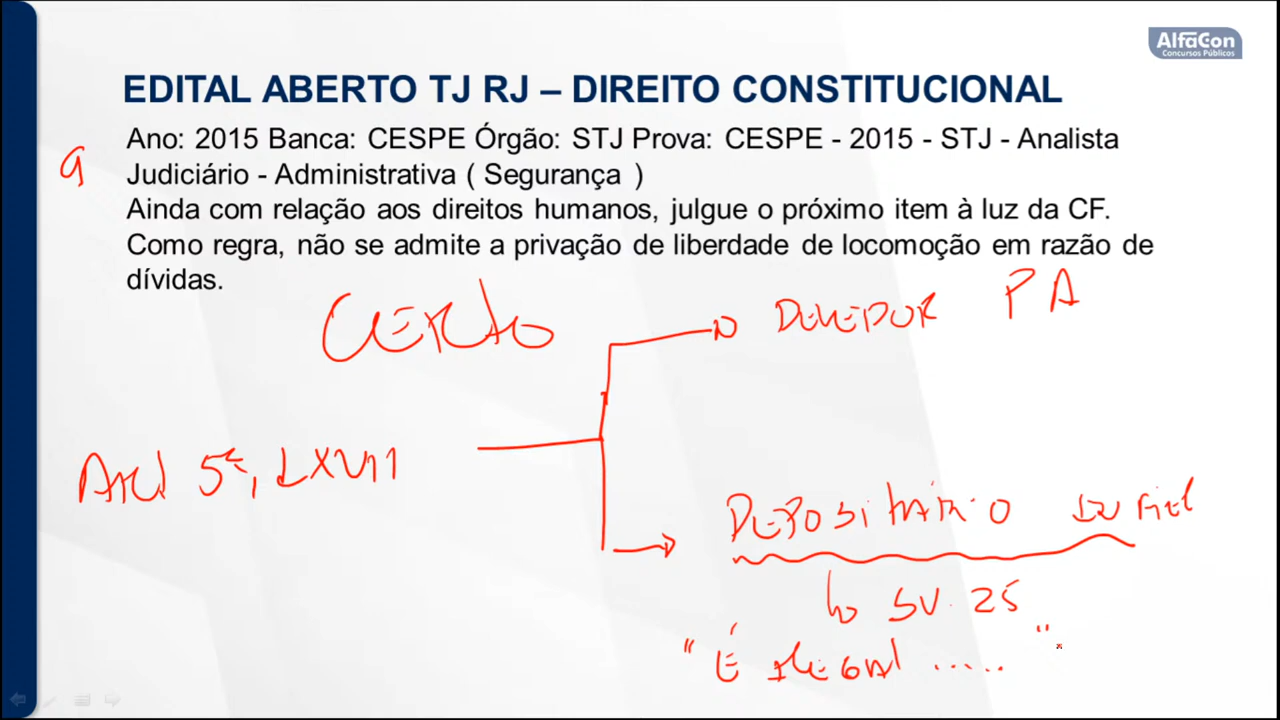 AlfaCon
Concursos Públicos
EDITAL ABERTO TJ RJ – DIREITO CONSTITUCIONAL
9
Ano: 2015 Banca: CESPE Órgão: STJ Prova: CESPE - 2015 - STJ - Analista
Judiciário - Administrativa ( Segurança )
Ainda com relação aos direitos humanos, julgue o próximo item à luz da CF.
Como regra, não se admite a privação de liberdade de locomoção em razão de
dívidas.
CERTO
DEVEDOR PA
Art 5º, LXVII
DEPOSITÁRIO INFIEL
SV. 25
"É ILEGAL ....."